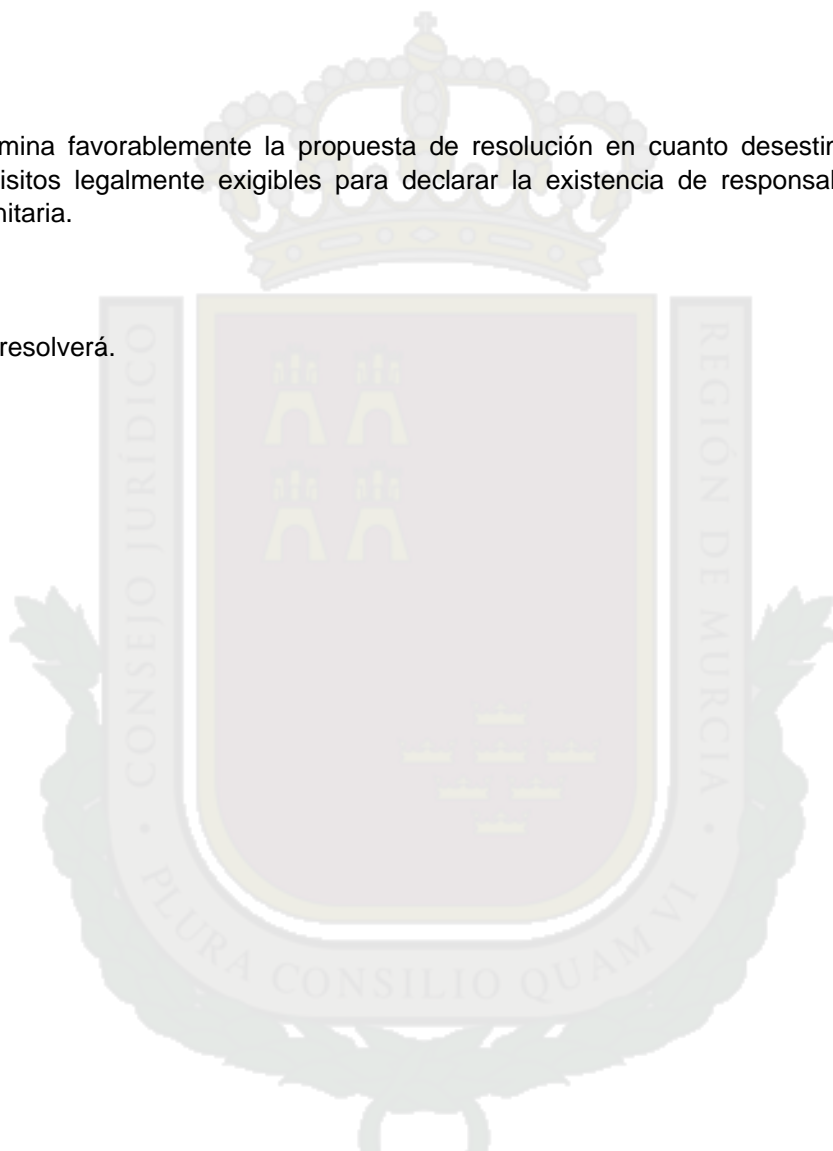 mina favorablemente la propuesta de resolución en cuanto desestir
isitos legalmente exigibles para declarar la existencia de responsal
nitaria.
resolverá.
CONSEJO JURÍDICO
REGIÓN DE MURCIA
PLURA CONSILIO QUAM VI